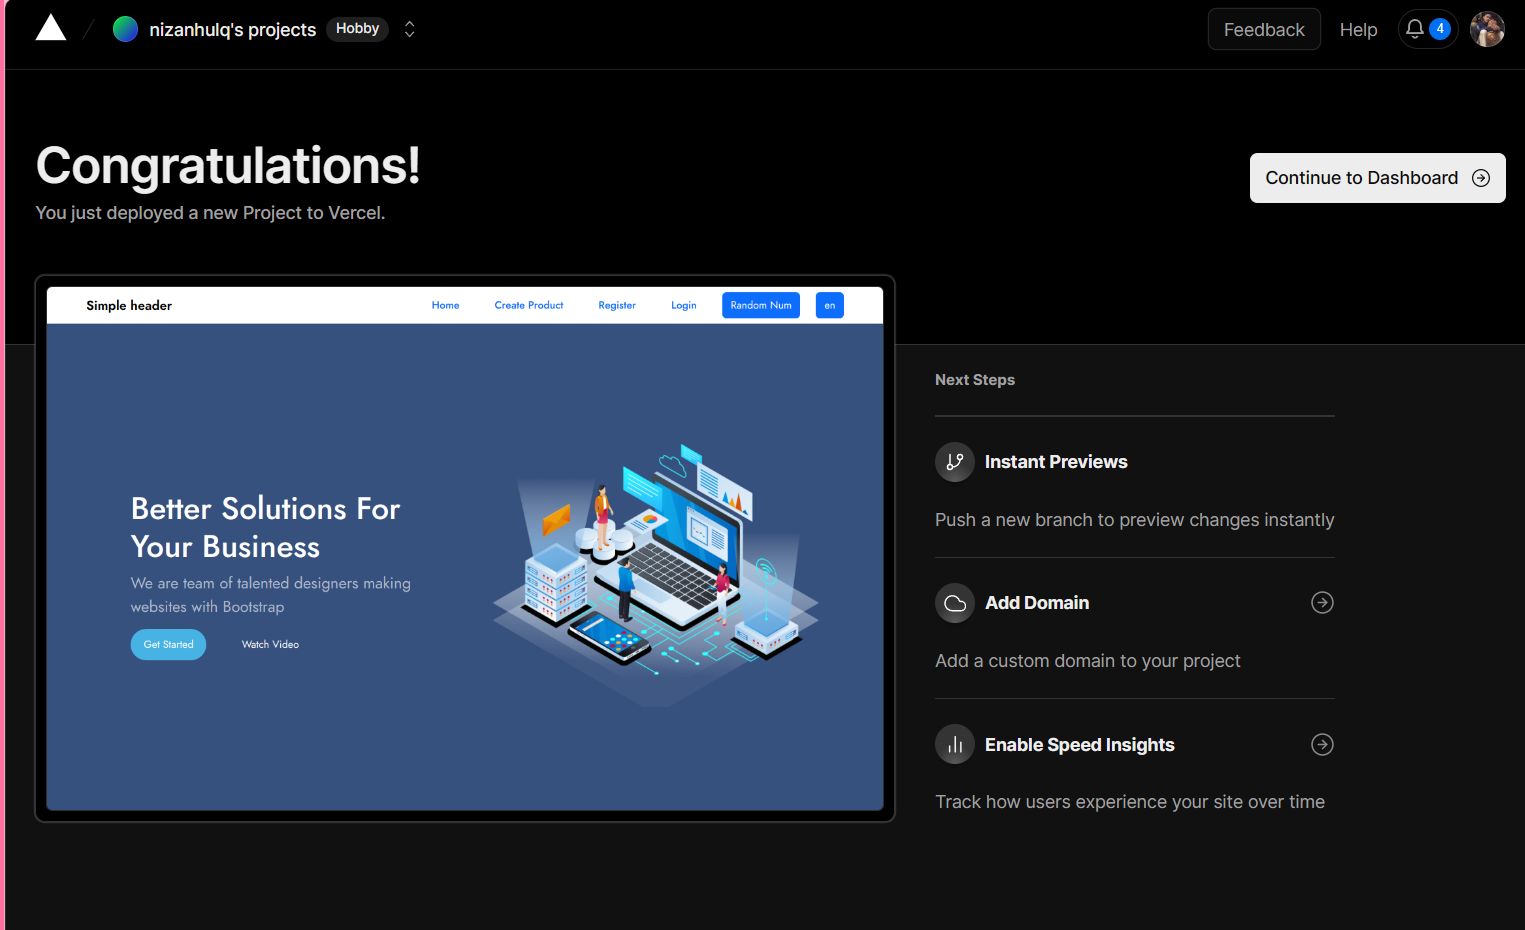 nizanhulq's projects Hobby
Feedback Help 4
Congratulations!
You just deployed a new Project to Vercel.
Continue to Dashboard
Simple header Home Create Product Register Login Random Num en
Better Solutions For
Your Business
We are team of talented designers making
websites with Bootstrap
Get Started Watch Video
Next Steps
Instant Previews
Push a new branch to preview changes instantly
Add Domain
Add a custom domain to your project
Enable Speed Insights
Track how users experience your site over time